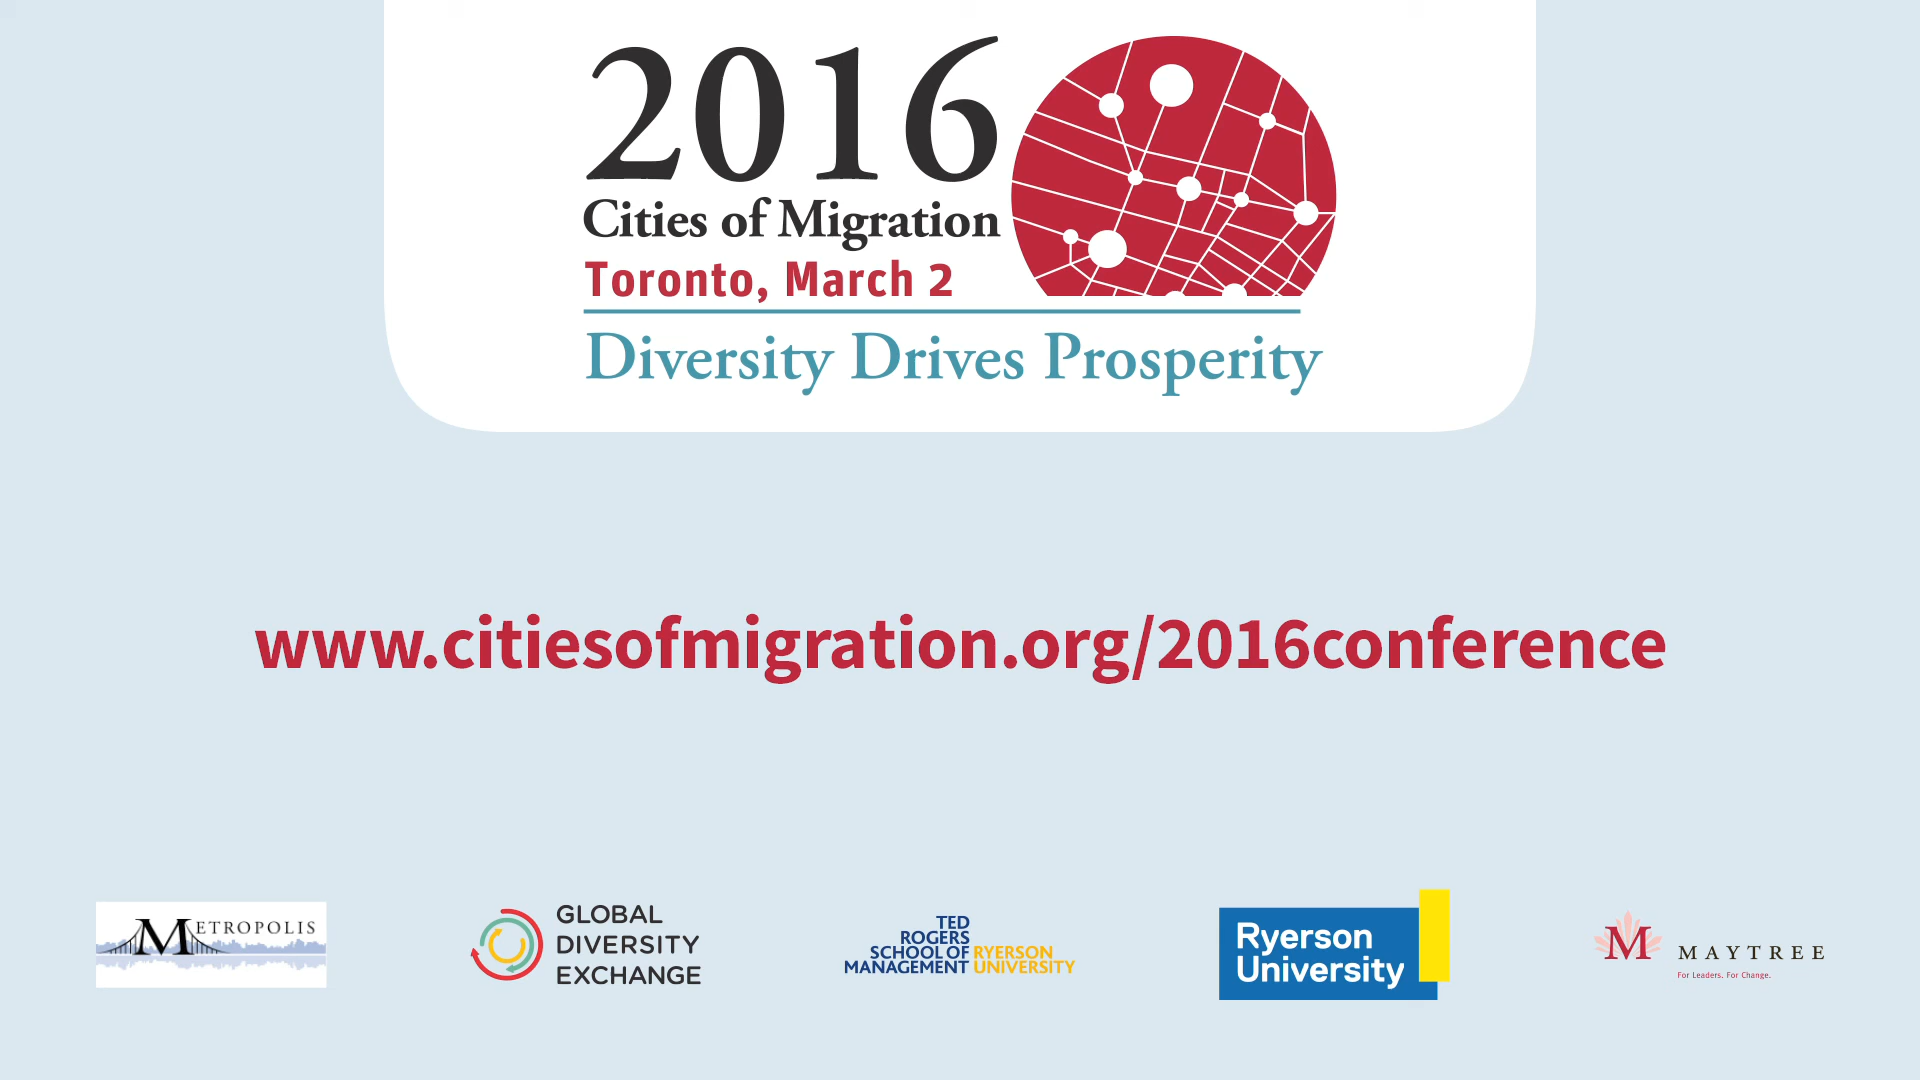 2016
Cities of Migration
Toronto, March 2
Diversity Drives Prosperity
www.citiesofmigration.org/2016conference
METROPOLIS
GLOBAL
DIVERSITY
EXCHANGE
TED
ROGERS
SCHOOL OF RYERSON
MANAGEMENT UNIVERSITY
Ryerson
University
M MAYTREE
For Leaders. For Change.